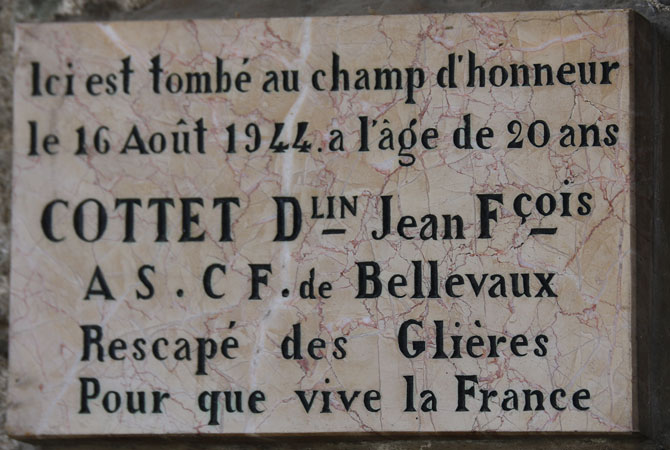 Ici est tombé au champ d'honneur
le 16 Août 1944. a l'âge de 20 ans
COTTET DLIN Jean Fçois
A S . C F . de Bellevaux
Rescapé des Glières
Pour que vive la France